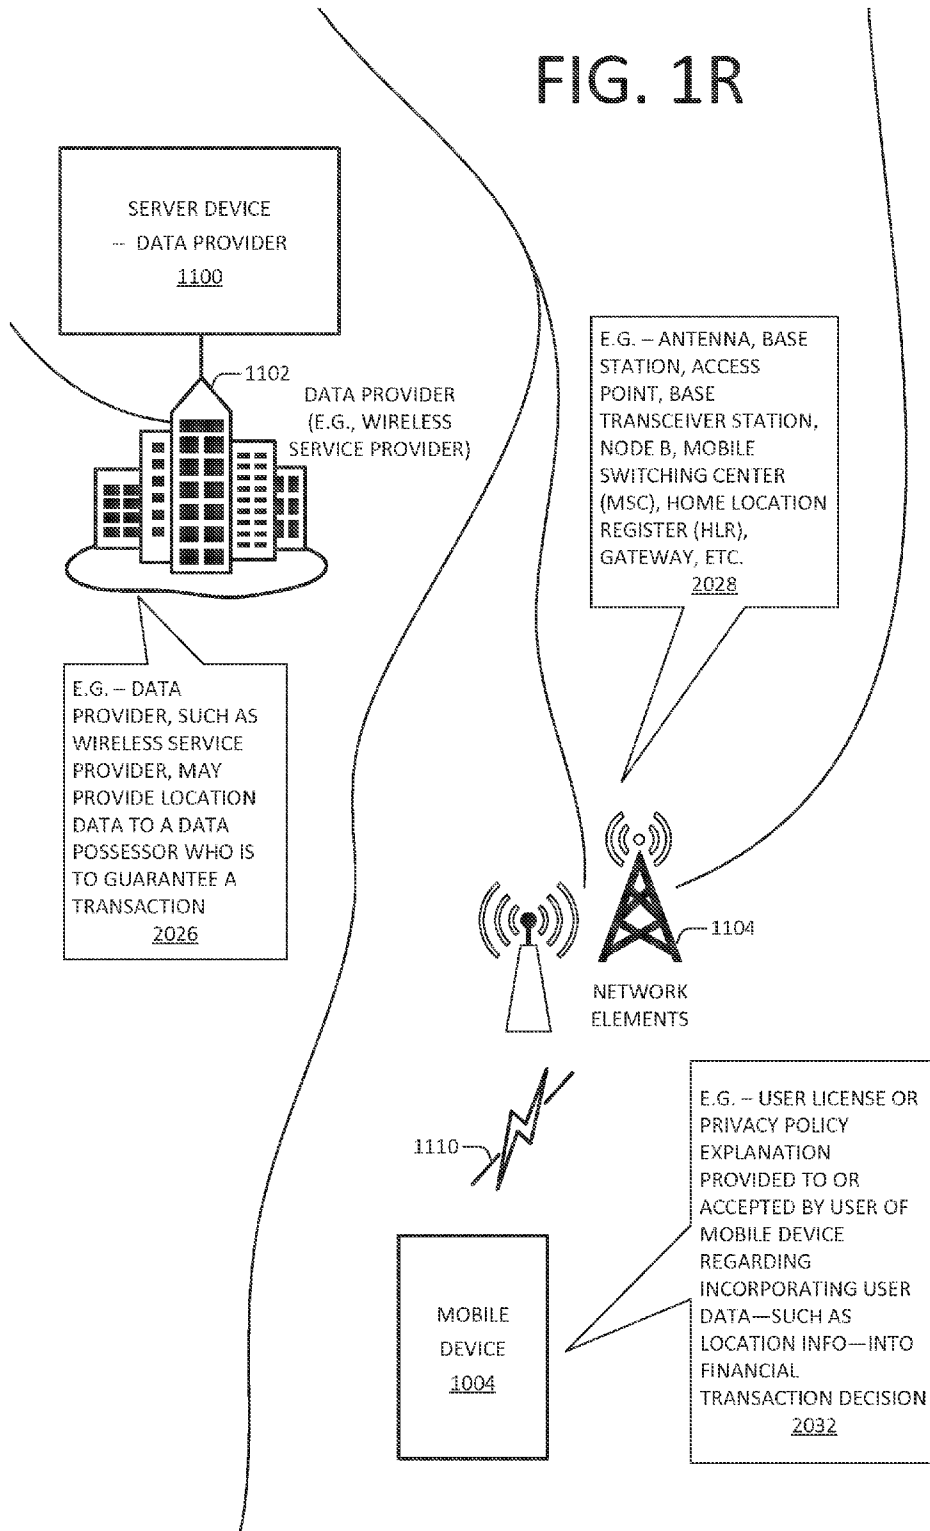 FIG. 1R
SERVER DEVICE
-- DATA PROVIDER
1100
1102
DATA PROVIDER
(E.G., WIRELESS
SERVICE PROVIDER)
E.G. – ANTENNA, BASE
STATION, ACCESS
POINT, BASE
TRANSCEIVER STATION,
NODE B, MOBILE
SWITCHING CENTER
(MSC), HOME LOCATION
REGISTER (HLR),
GATEWAY, ETC.
2028
E.G. – DATA
PROVIDER, SUCH AS
WIRELESS SERVICE
PROVIDER, MAY
PROVIDE LOCATION
DATA TO A DATA
POSSESSOR WHO IS
TO GUARANTEE A
TRANSACTION
2026
1104
NETWORK
ELEMENTS
1110
E.G. – USER LICENSE OR
PRIVACY POLICY
EXPLANATION
PROVIDED TO OR
ACCEPTED BY USER OF
MOBILE DEVICE
REGARDING
INCORPORATING USER
DATA—SUCH AS
LOCATION INFO—INTO
FINANCIAL
TRANSACTION DECISION
2032
MOBILE
DEVICE
1004